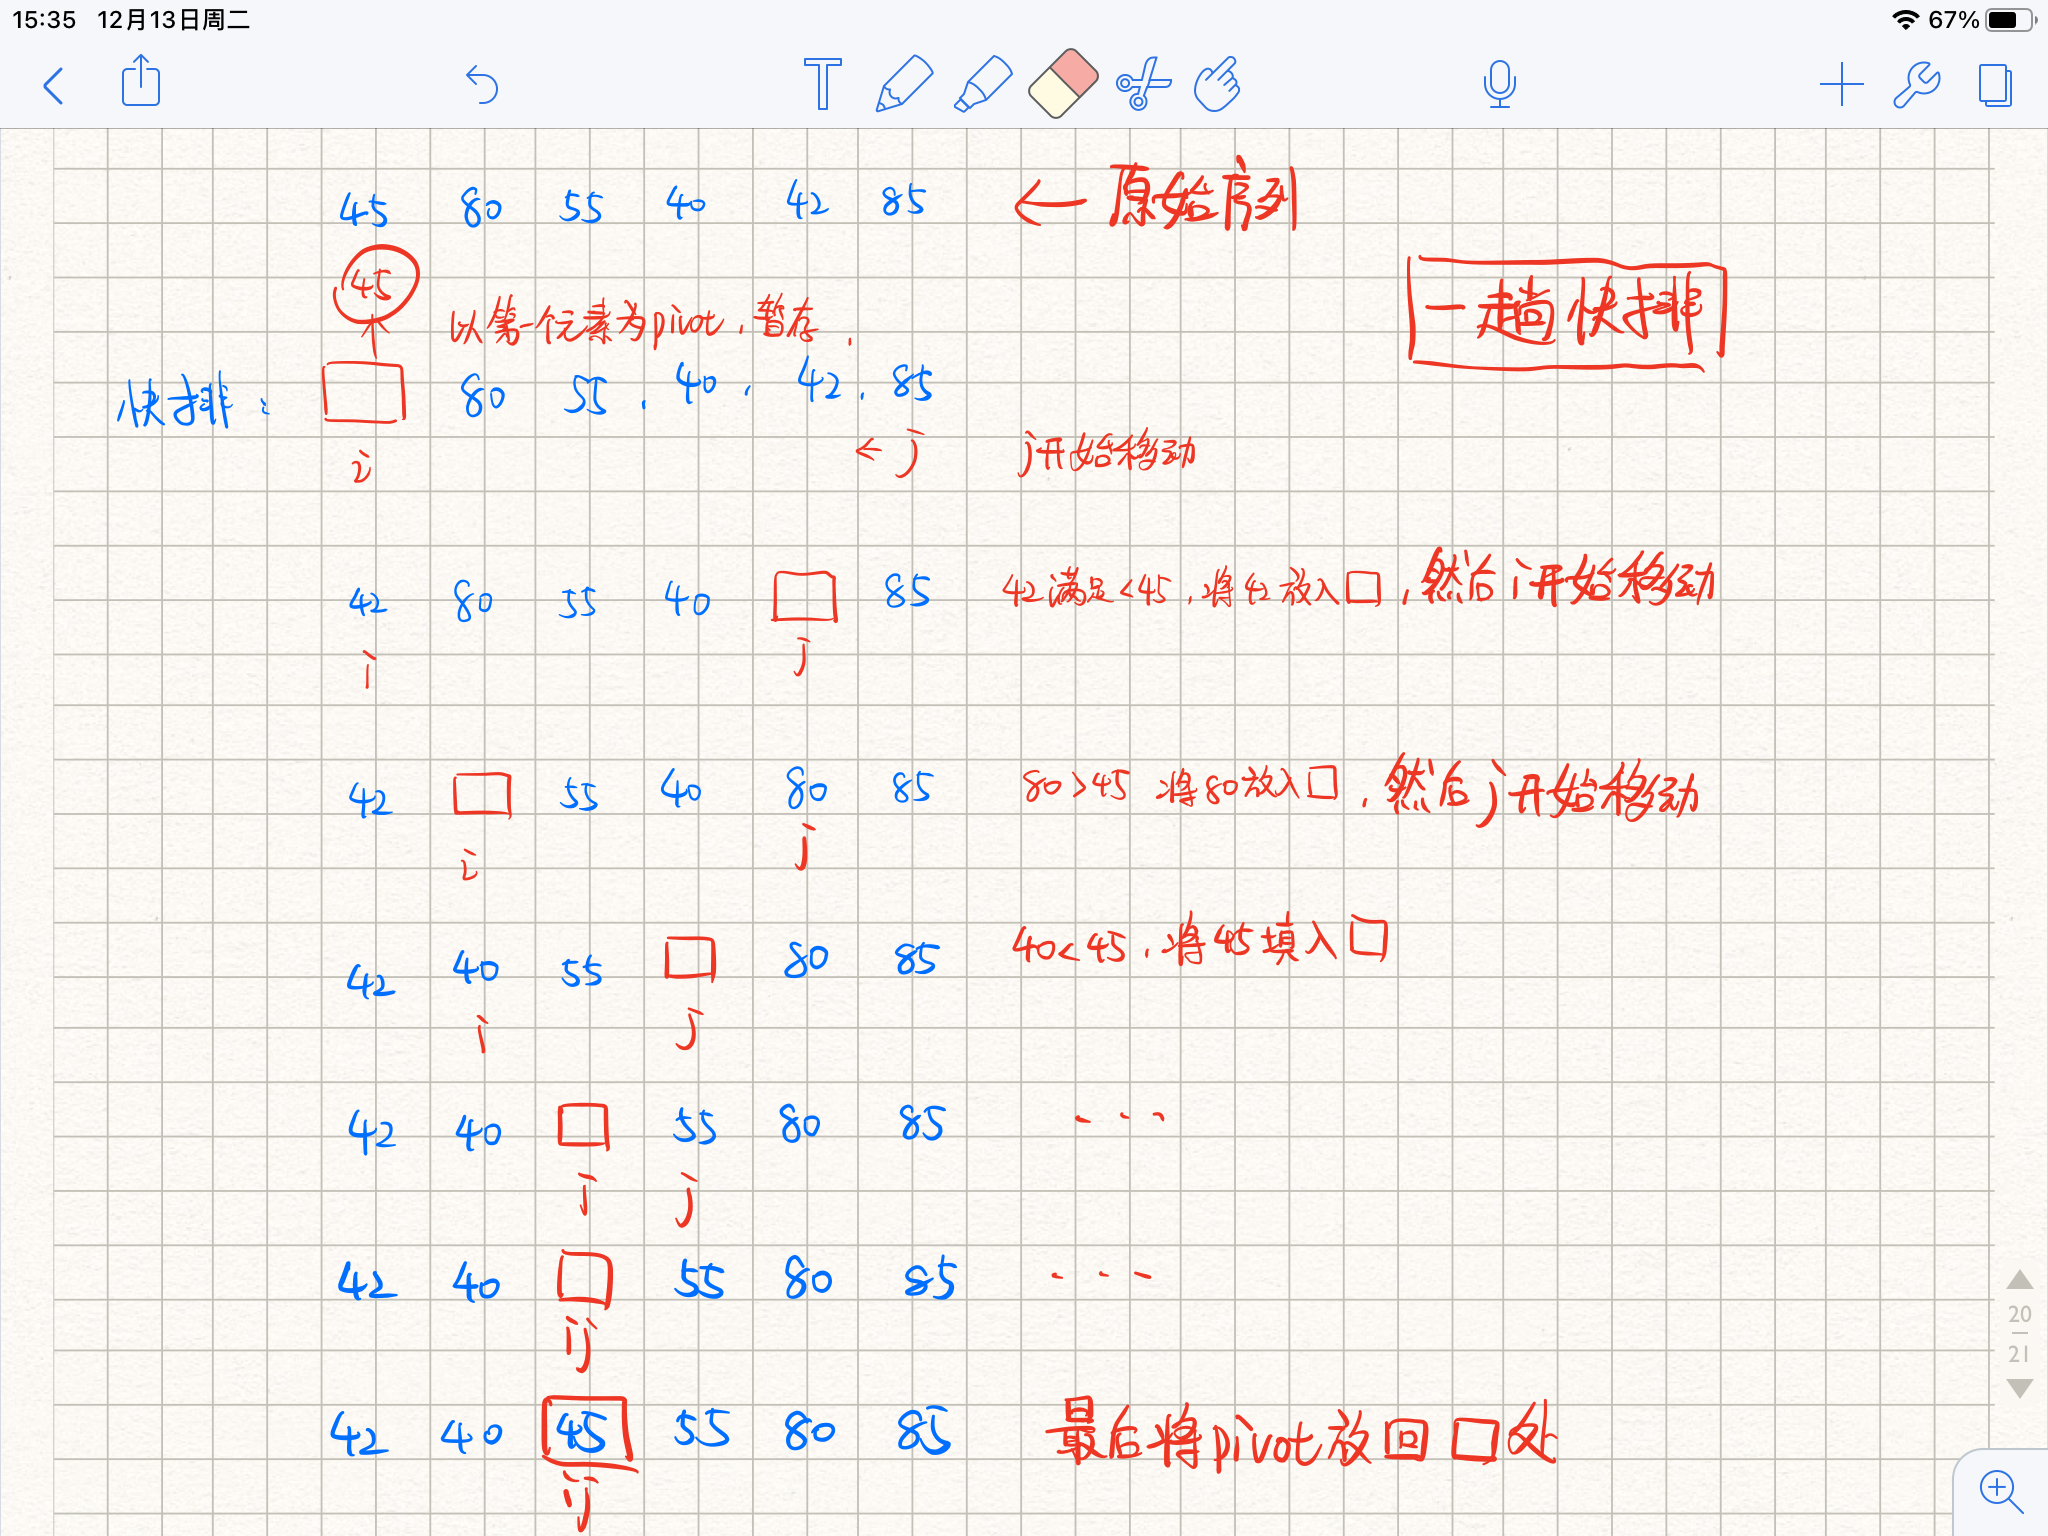 15:35 12月13日周二 67%
45 80 55 40 42 85 ← 原始序列
45
一趟快排
以第一个元素为pivot,暂存.
快排: □ 80 55 . 40 . 42 . 85
i ← j j开始移动
42 80 55 40 □ 85 42满足<45,将42放入□,然后i开始移动
i j
42 □ 55 40 80 85 80>45 将80放入□,然后j开始移动
i j
42 40 55 □ 80 85 40<45,将45填入□
i j
42 40 □ 55 80 85 ...
i j
42 40 □ 55 80 85 ...
i j
20
21
42 40 45 55 80 85 最后将pivot放回□处
i j